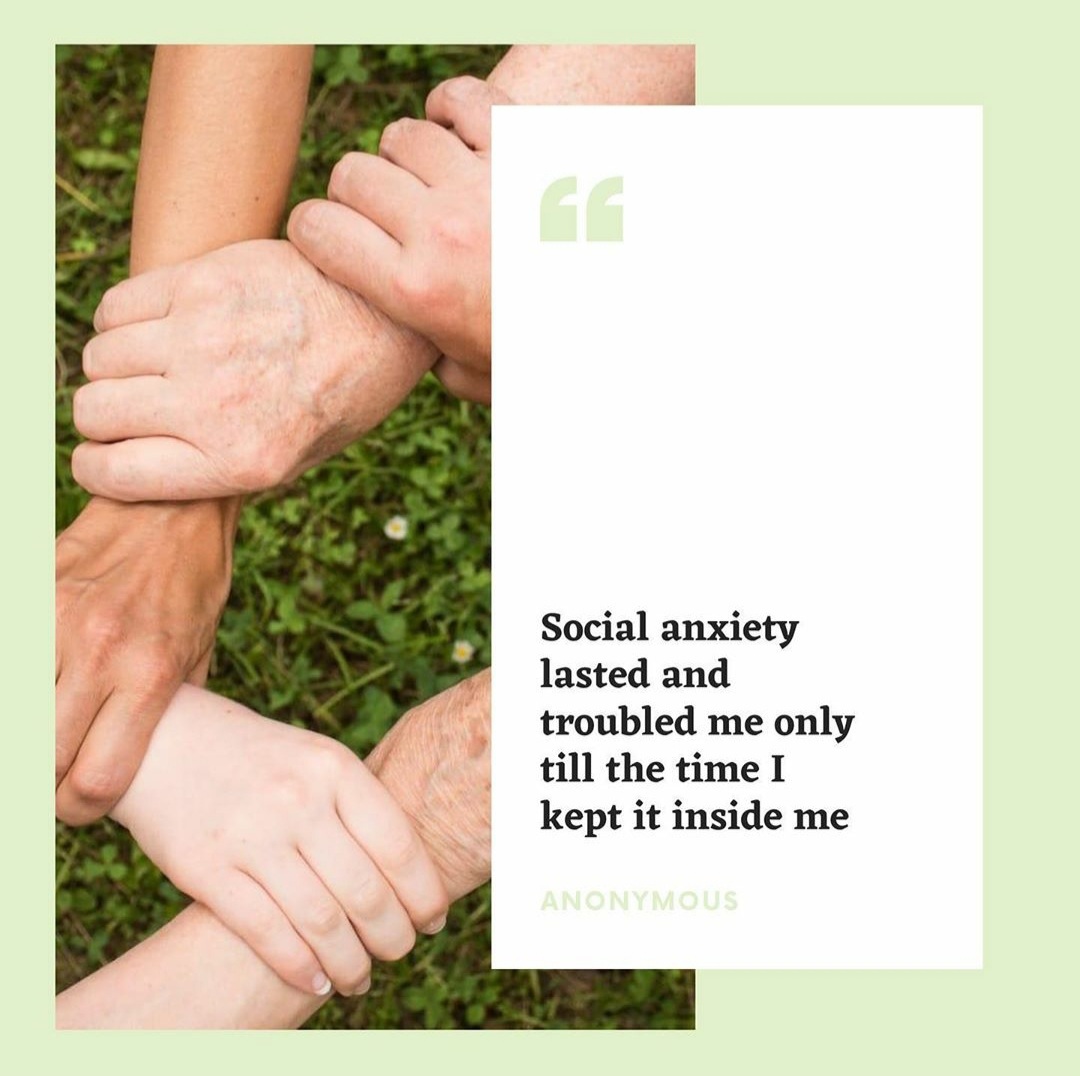 “
Social anxiety
lasted and
troubled me only
till the time I
kept it inside me
ANONYMOUS